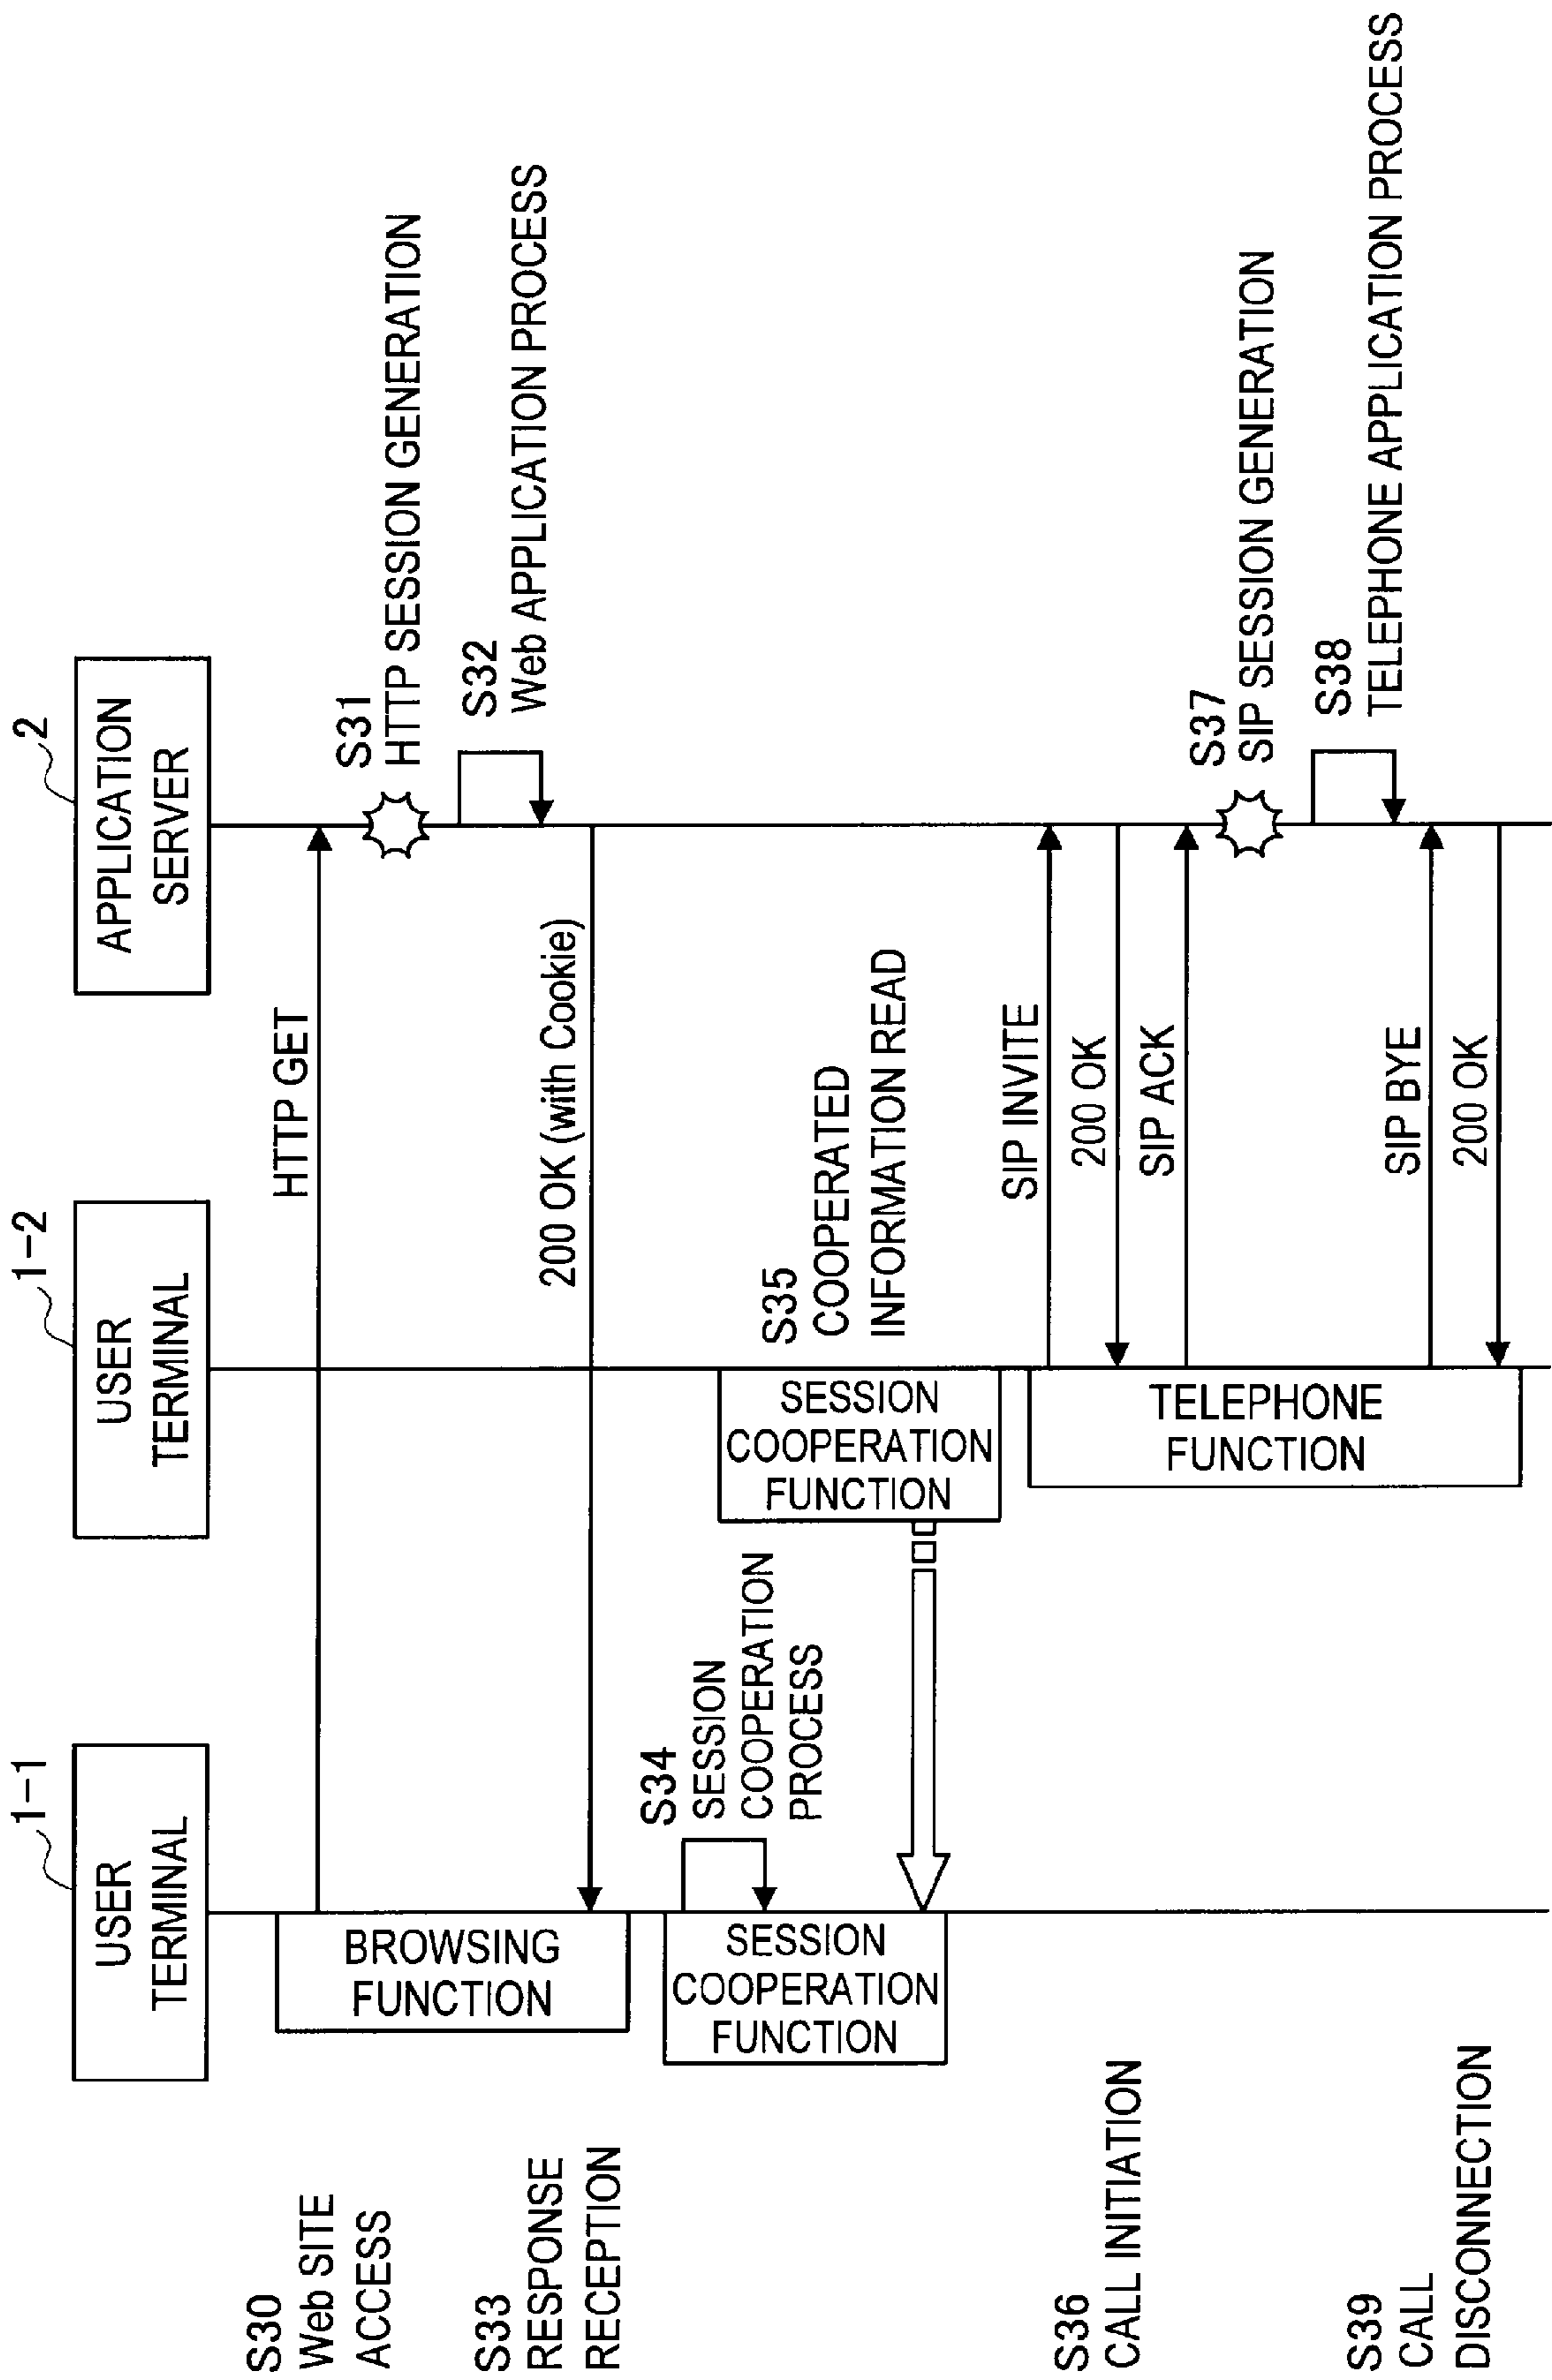 1-1
USER
TERMINAL
1-2
USER
TERMINAL
2
APPLICATION
SERVER
S30
Web SITE
ACCESS
HTTP GET
BROWSING
FUNCTION
S31
HTTP SESSION GENERATION
S32
Web APPLICATION PROCESS
S33
RESPONSE
RECEPTION
200 OK (with Cookie)
S34
SESSION
COOPERATION
PROCESS
SESSION
COOPERATION
FUNCTION
S35
COOPERATED
INFORMATION READ
SESSION
COOPERATION
FUNCTION
S36
CALL INITIATION
SIP INVITE
200 OK
SIP ACK
TELEPHONE
FUNCTION
S37
SIP SESSION GENERATION
S38
TELEPHONE APPLICATION PROCESS
S39
CALL
DISCONNECTION
SIP BYE
200 OK